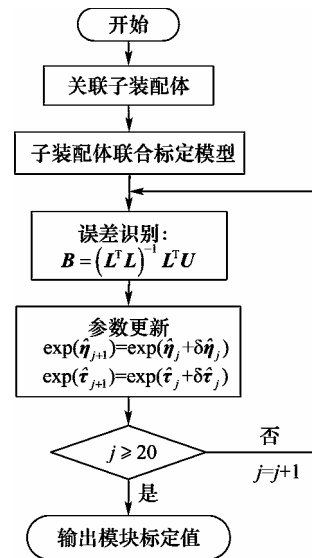 开始
关联子装配体
子装配体联合标定模型
误差识别:
B=(LᵀL)⁻¹LᵀU
参数更新
exp(η̂ⱼ₊₁)=exp(η̂ⱼ+δη̂ⱼ)
exp(τ̂ⱼ₊₁)=exp(τ̂ⱼ+δτ̂ⱼ)
j⩾20
否
j=j+1
是
输出模块标定值